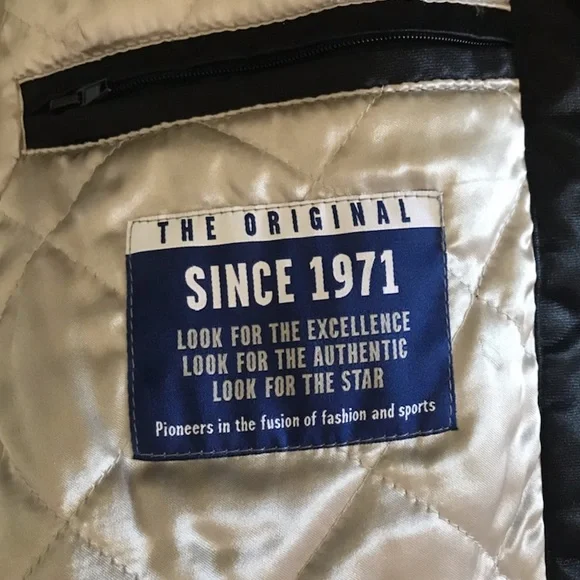 THE ORIGINAL
SINCE 1971
LOOK FOR THE EXCELLENCE
LOOK FOR THE AUTHENTIC
LOOK FOR THE STAR
Pioneers in the fusion of fashion and sports